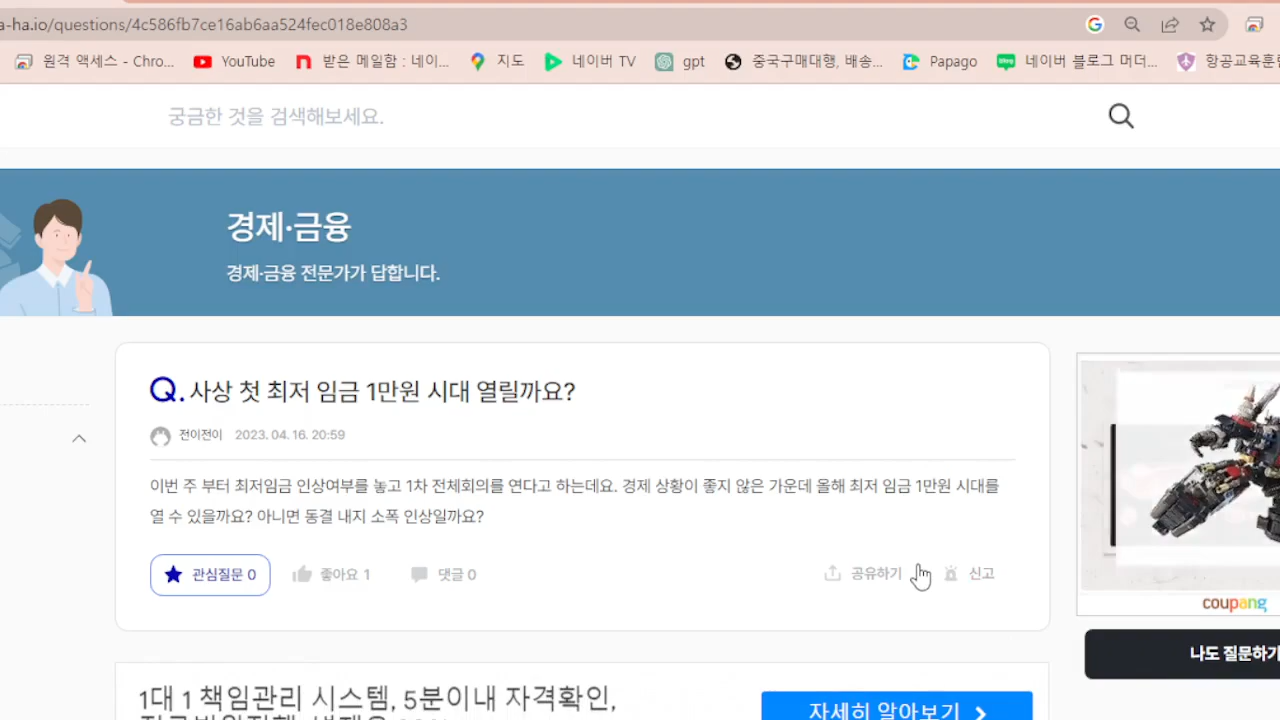 a-ha.io/questions/4c586fb7ce16ab6aa524fec018e808a3
원격 액세스 - Chro... YouTube 받은 메일함 : 네이... 지도 네이버 TV gpt 중국구매대행, 배송... Papago 네이버 블로그 머더... 항공교육훈련
궁금한 것을 검색해보세요.
경제·금융
경제·금융 전문가가 답합니다.
Q. 사상 첫 최저 임금 1만원 시대 열릴까요?
전이전이 2023. 04. 16. 20:59
이번 주 부터 최저임금 인상여부를 놓고 1차 전체회의를 연다고 하는데요. 경제 상황이 좋지 않은 가운데 올해 최저 임금 1만원 시대를
열 수 있을까요? 아니면 동결 내지 소폭 인상일까요?
관심질문 0 좋아요 1 댓글 0 공유하기 신고
coupang
나도 질문하기
1대 1 책임관리 시스템, 5분이내 자격확인,
자세히 알아보기